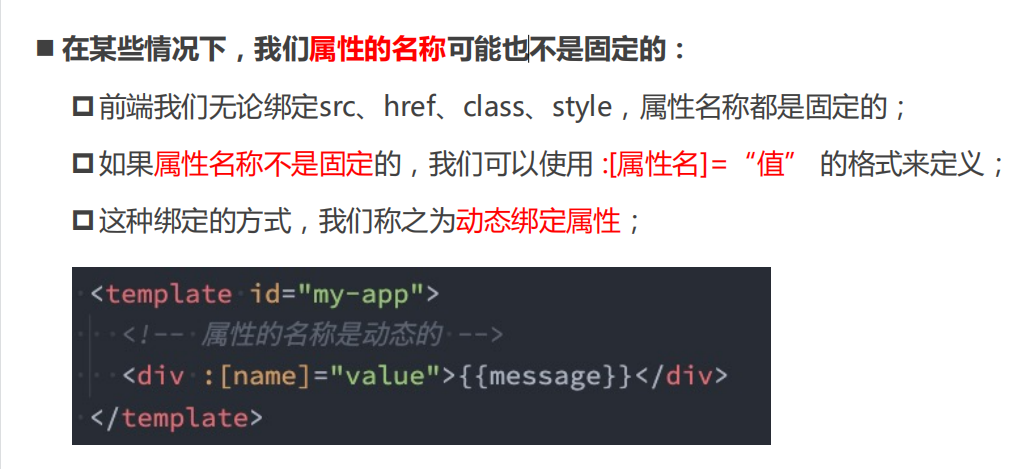 在某些情况下，我们属性的名称可能也不是固定的：
前端我们无论绑定src、href、class、style，属性名称都是固定的；
如果属性名称不是固定的，我们可以使用 :[属性名]=“值” 的格式来定义；
这种绑定的方式，我们称之为动态绑定属性；
<template id="my-app">
<!-- 属性的名称是动态的 -->
<div :[name]="value">{{message}}</div>
</template>